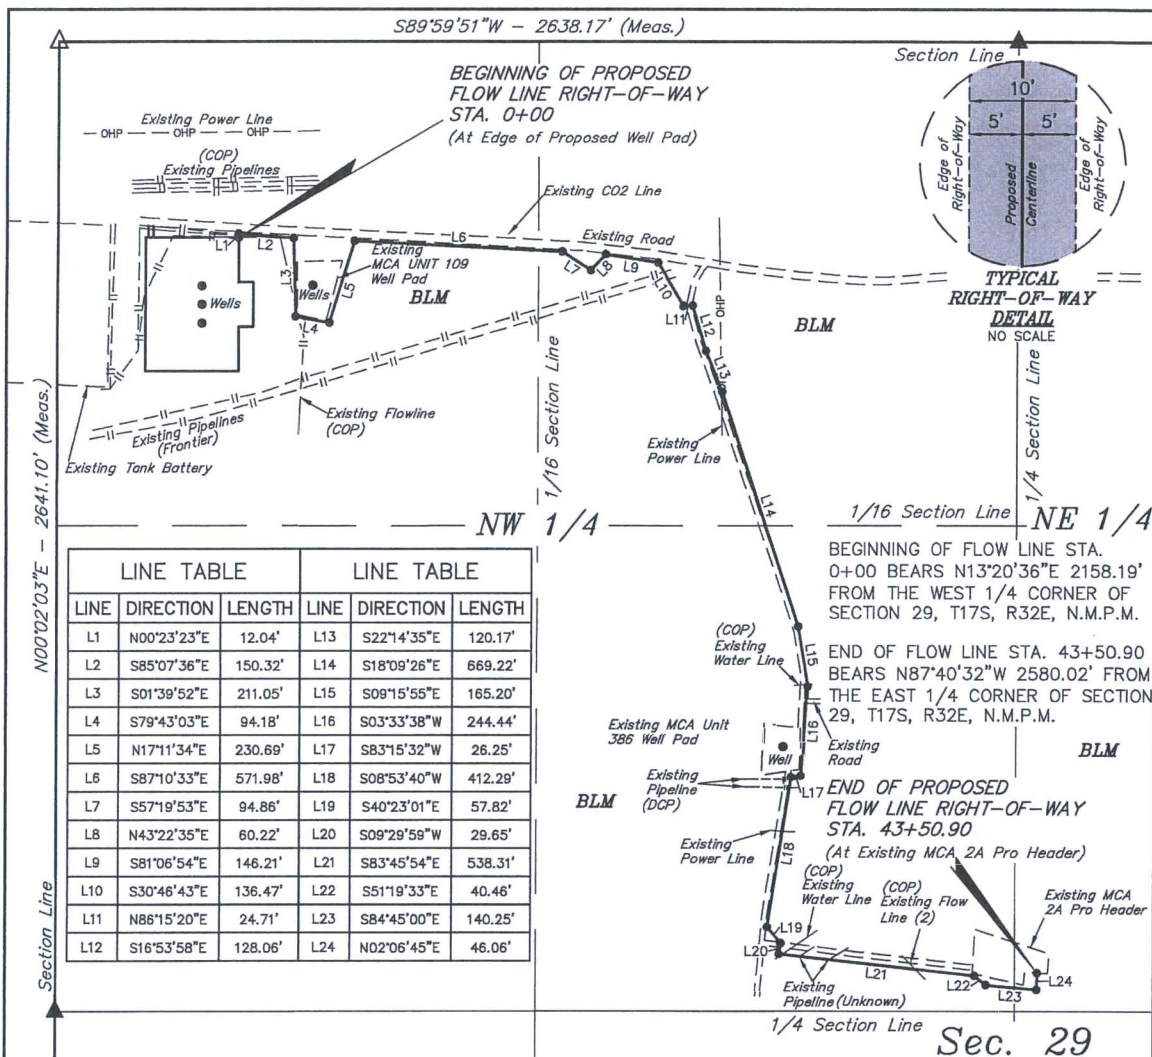 S89°59'51"W - 2638.17' (Meas.)
BEGINNING OF PROPOSED
FLOW LINE RIGHT-OF-WAY
STA. 0+00
(At Edge of Proposed Well Pad)
Section Line
10'
5' 5'
Edge of
Right-of-Way
Proposed
Centerline
Edge of
Right-of-Way
TYPICAL
RIGHT-OF-WAY
DETAIL
NO SCALE
Existing Power Line
OHP OHP OHP
(COP)
Existing Pipelines
Existing CO2 Line
Existing Road
L1
L2
L3
L4
L5
L6
L7
L8
L9
L10
L11
L12
L13
L14
Wells
Wells
Existing
MCA UNIT 109
Well Pad
BLM
BLM
OHP
Existing Flowline
(COP)
Existing Pipelines
(Frontier)
Existing Tank Battery
Existing
Power Line
1/16 Section Line
1/4 Section Line
N00°02'03"E - 2641.10' (Meas.)
NW 1/4
1/16 Section Line
NE 1/4
BEGINNING OF FLOW LINE STA.
0+00 BEARS N13°20'36"E 2158.19'
FROM THE WEST 1/4 CORNER OF
SECTION 29, T17S, R32E, N.M.P.M.
END OF FLOW LINE STA. 43+50.90
BEARS N87°40'32"W 2580.02' FROM
THE EAST 1/4 CORNER OF SECTION
29, T17S, R32E, N.M.P.M.
LINE TABLE LINE TABLE
LINE DIRECTION LENGTH LINE DIRECTION LENGTH
L1 N00°23'23"E 12.04' L13 S22°14'35"E 120.17'
L2 S85°07'36"E 150.32' L14 S18°09'26"E 669.22'
L3 S01°39'52"E 211.05' L15 S09°15'55"E 165.20'
L4 S79°43'03"E 94.18' L16 S03°33'38"W 244.44'
L5 N17°11'34"E 230.69' L17 S83°15'32"W 26.25'
L6 S87°10'33"E 571.98' L18 S08°53'40"W 412.29'
L7 S57°19'53"E 94.86' L19 S40°23'01"E 57.82'
L8 N43°22'35"E 60.22' L20 S09°29'59"W 29.65'
L9 S81°06'54"E 146.21' L21 S83°45'54"E 538.31'
L10 S30°46'43"E 136.47' L22 S51°19'33"E 40.46'
L11 N86°15'20"E 24.71' L23 S84°45'00"E 140.25'
L12 S16°53'58"E 128.06' L24 N02°06'45"E 46.06'
(COP)
Existing
Water Line
L15
L16
Existing MCA Unit
386 Well Pad
Well
Existing
Road
BLM
BLM
L17
Existing
Pipeline
(DCP)
END OF PROPOSED
FLOW LINE RIGHT-OF-WAY
STA. 43+50.90
(At Existing MCA 2A Pro Header)
Existing
Power Line
L18
(COP)
Existing
Water Line
(COP)
Existing Flow
Line (2)
Existing MCA
2A Pro Header
L19
L20
L21
L22
L23
L24
Existing
Pipeline (Unknown)
Section Line
1/4 Section Line
Sec. 29